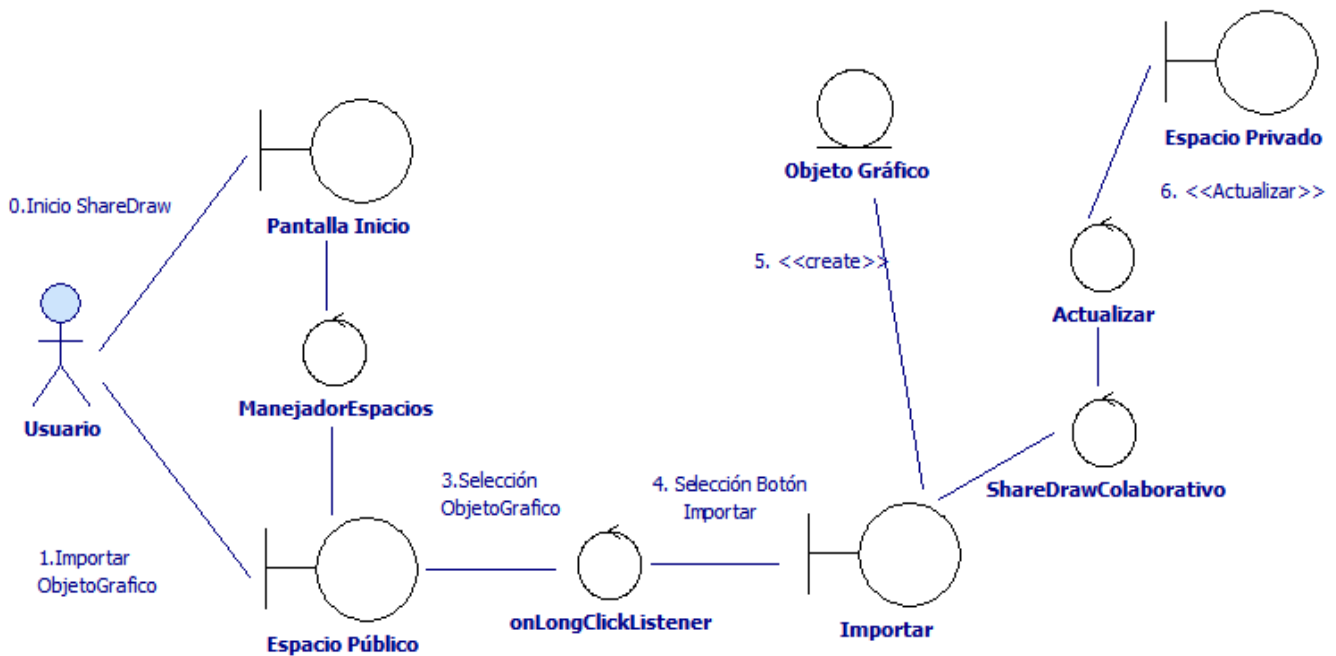 Espacio Privado
Objeto Gráfico
6. <<Actualizar>>
0.Inicio ShareDraw
Pantalla Inicio
5. <<create>>
Actualizar
ManejadorEspacios
Usuario
3.Selección
ObjetoGrafico
4. Selección Botón
Importar
ShareDrawColaborativo
1.Importar
ObjetoGrafico
onLongClickListener
Importar
Espacio Público